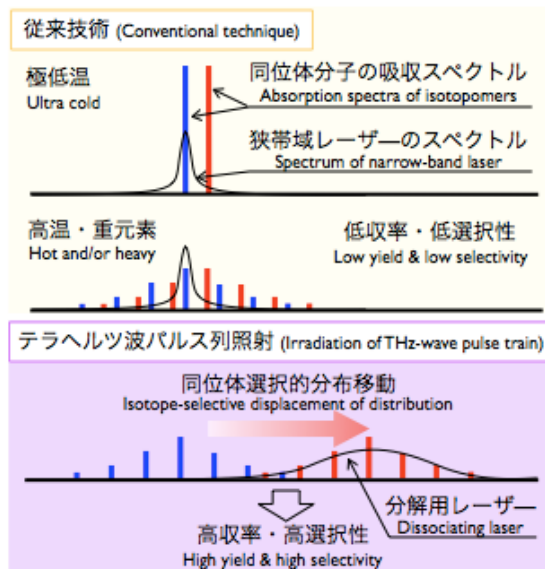 従来技術 (Conventional technique)
極低温
Ultra cold
同位体分子の吸収スペクトル
Absorption spectra of isotopomers
狭帯域レーザーのスペクトル
Spectrum of narrow-band laser
高温・重元素
Hot and/or heavy
低収率・低選択性
Low yield & low selectivity
テラヘルツ波パルス列照射 (Irradiation of THz-wave pulse train)
同位体選択的分布移動
Isotope-selective displacement of distribution
分解用レーザー
Dissociating laser
高収率・高選択性
High yield & high selectivity